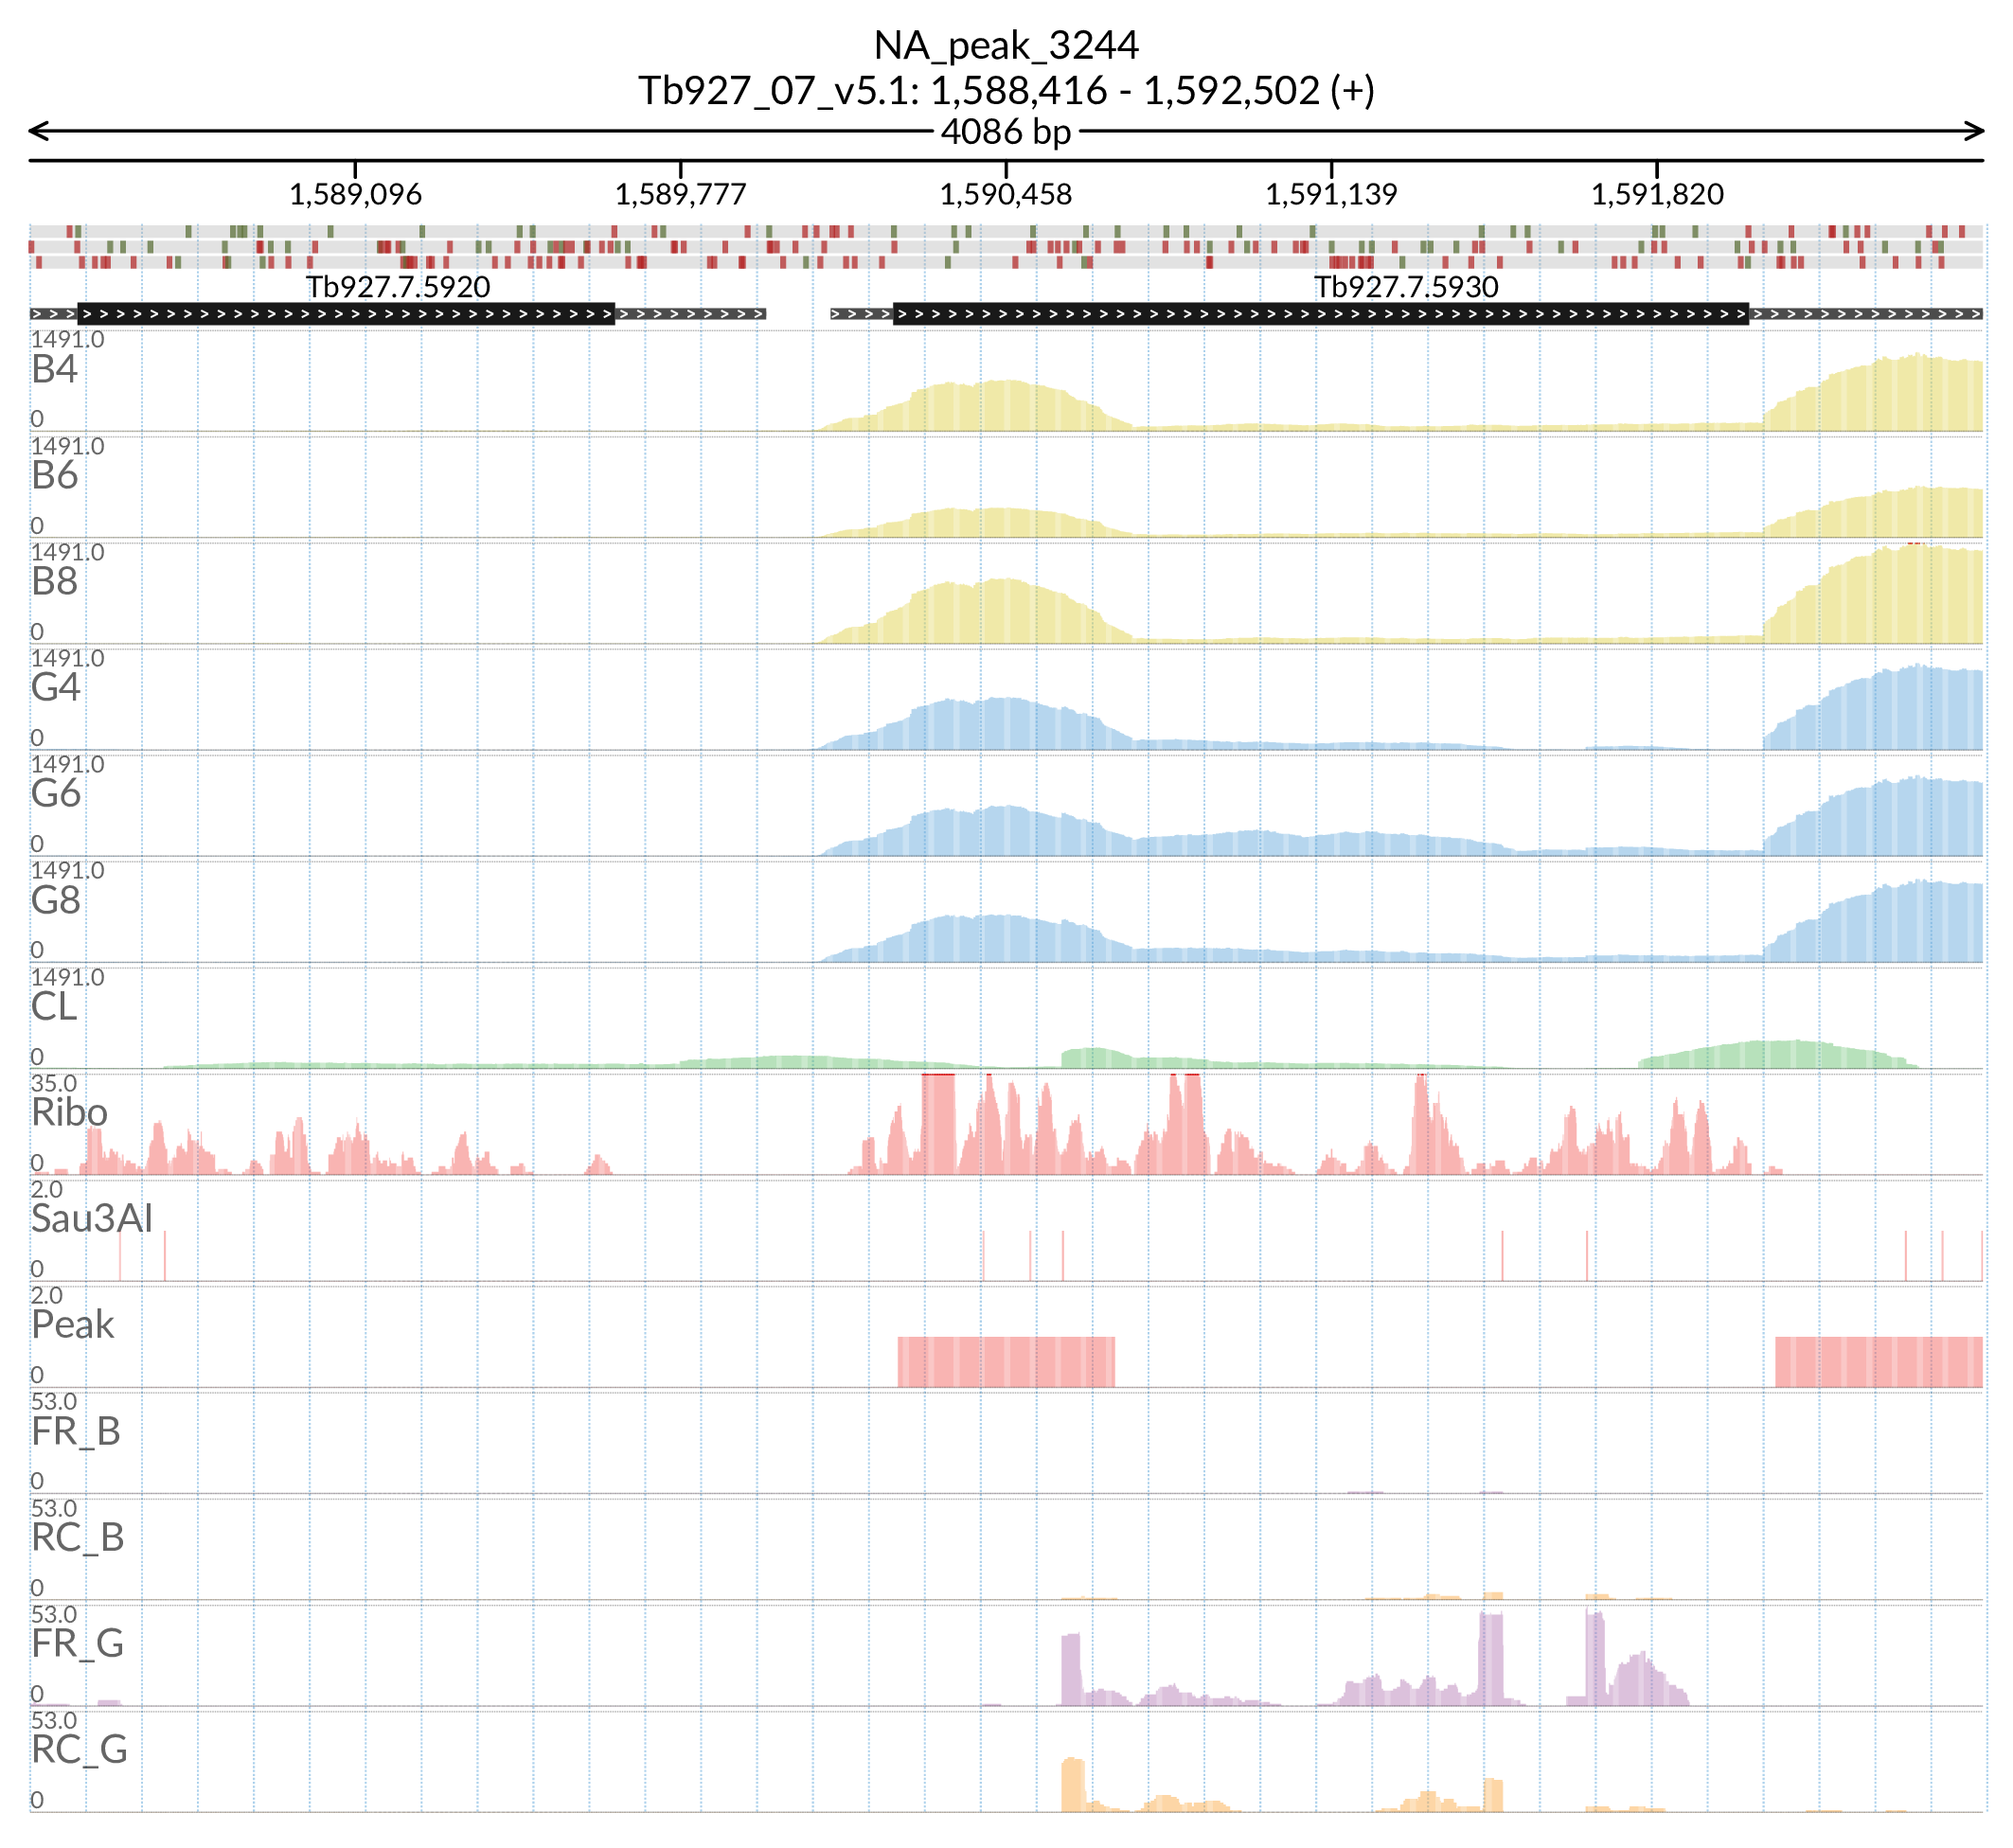 NA_peak_3244
Tb927_07_v5.1: 1,588,416 - 1,592,502 (+)
4086 bp
1,589,096 1,589,777 1,590,458 1,591,139 1,591,820
Tb927.7.5920 Tb927.7.5930
1491.0
B4
0
1491.0
B6
0
1491.0
B8
0
1491.0
G4
0
1491.0
G6
0
1491.0
G8
0
1491.0
CL
0
35.0
Ribo
0
2.0
Sau3AI
0
2.0
Peak
0
53.0
FR_B
0
53.0
RC_B
0
53.0
FR_G
0
53.0
RC_G
0